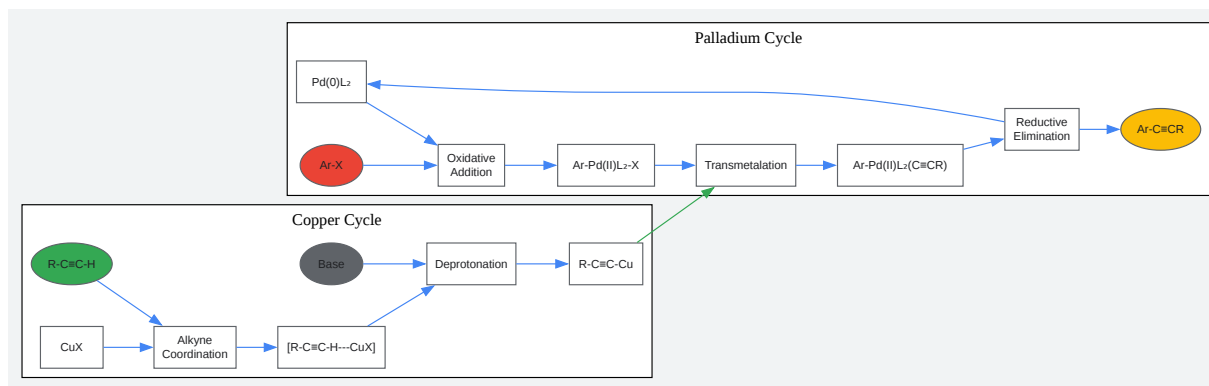 Palladium Cycle
Pd(0)L₂
Reductive
Elimination
Ar-C≡CR
Ar-X
Oxidative
Addition
Ar-Pd(II)L₂-X
Transmetalation
Ar-Pd(II)L₂(C≡CR)
Copper Cycle
R-C≡C-H
Base
Deprotonation
R-C≡C-Cu
CuX
Alkyne
Coordination
[R-C≡C-H---CuX]